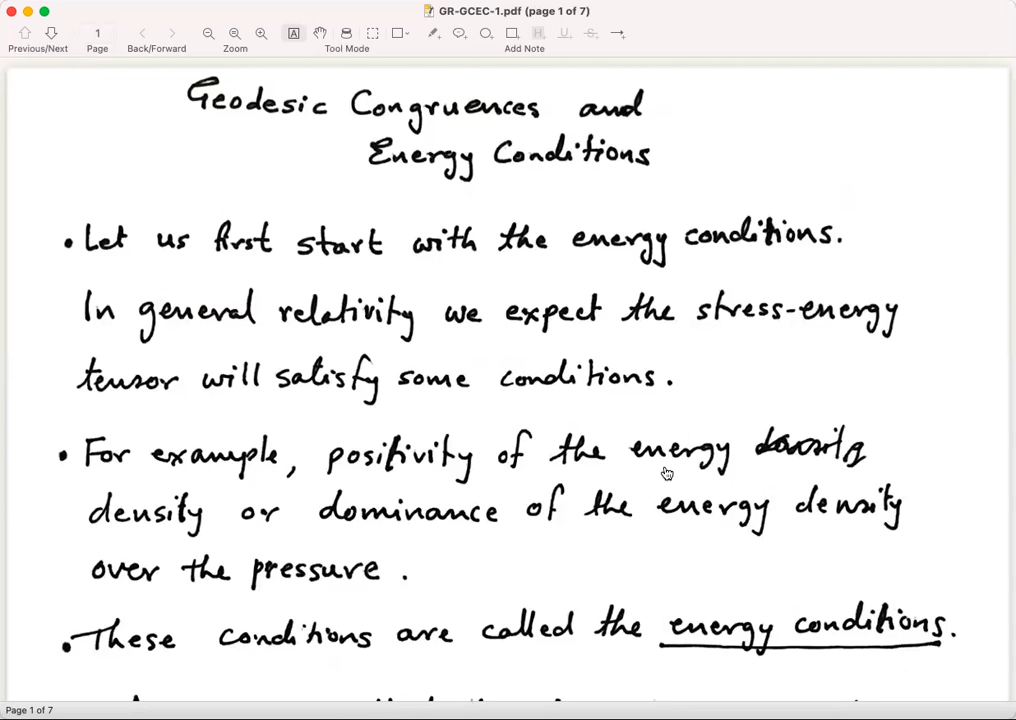 GR-GCEC-1.pdf (page 1 of 7)
1
Previous/Next Page Back/Forward Zoom Tool Mode Add Note
Geodesic Congruences and
Energy Conditions
• Let us first start with the energy conditions.
In general relativity we expect the stress-energy
tensor will satisfy some conditions.
• For example, positivity of the energy
density or dominance of the energy density
over the pressure.
• These conditions are called the energy conditions.
Page 1 of 7